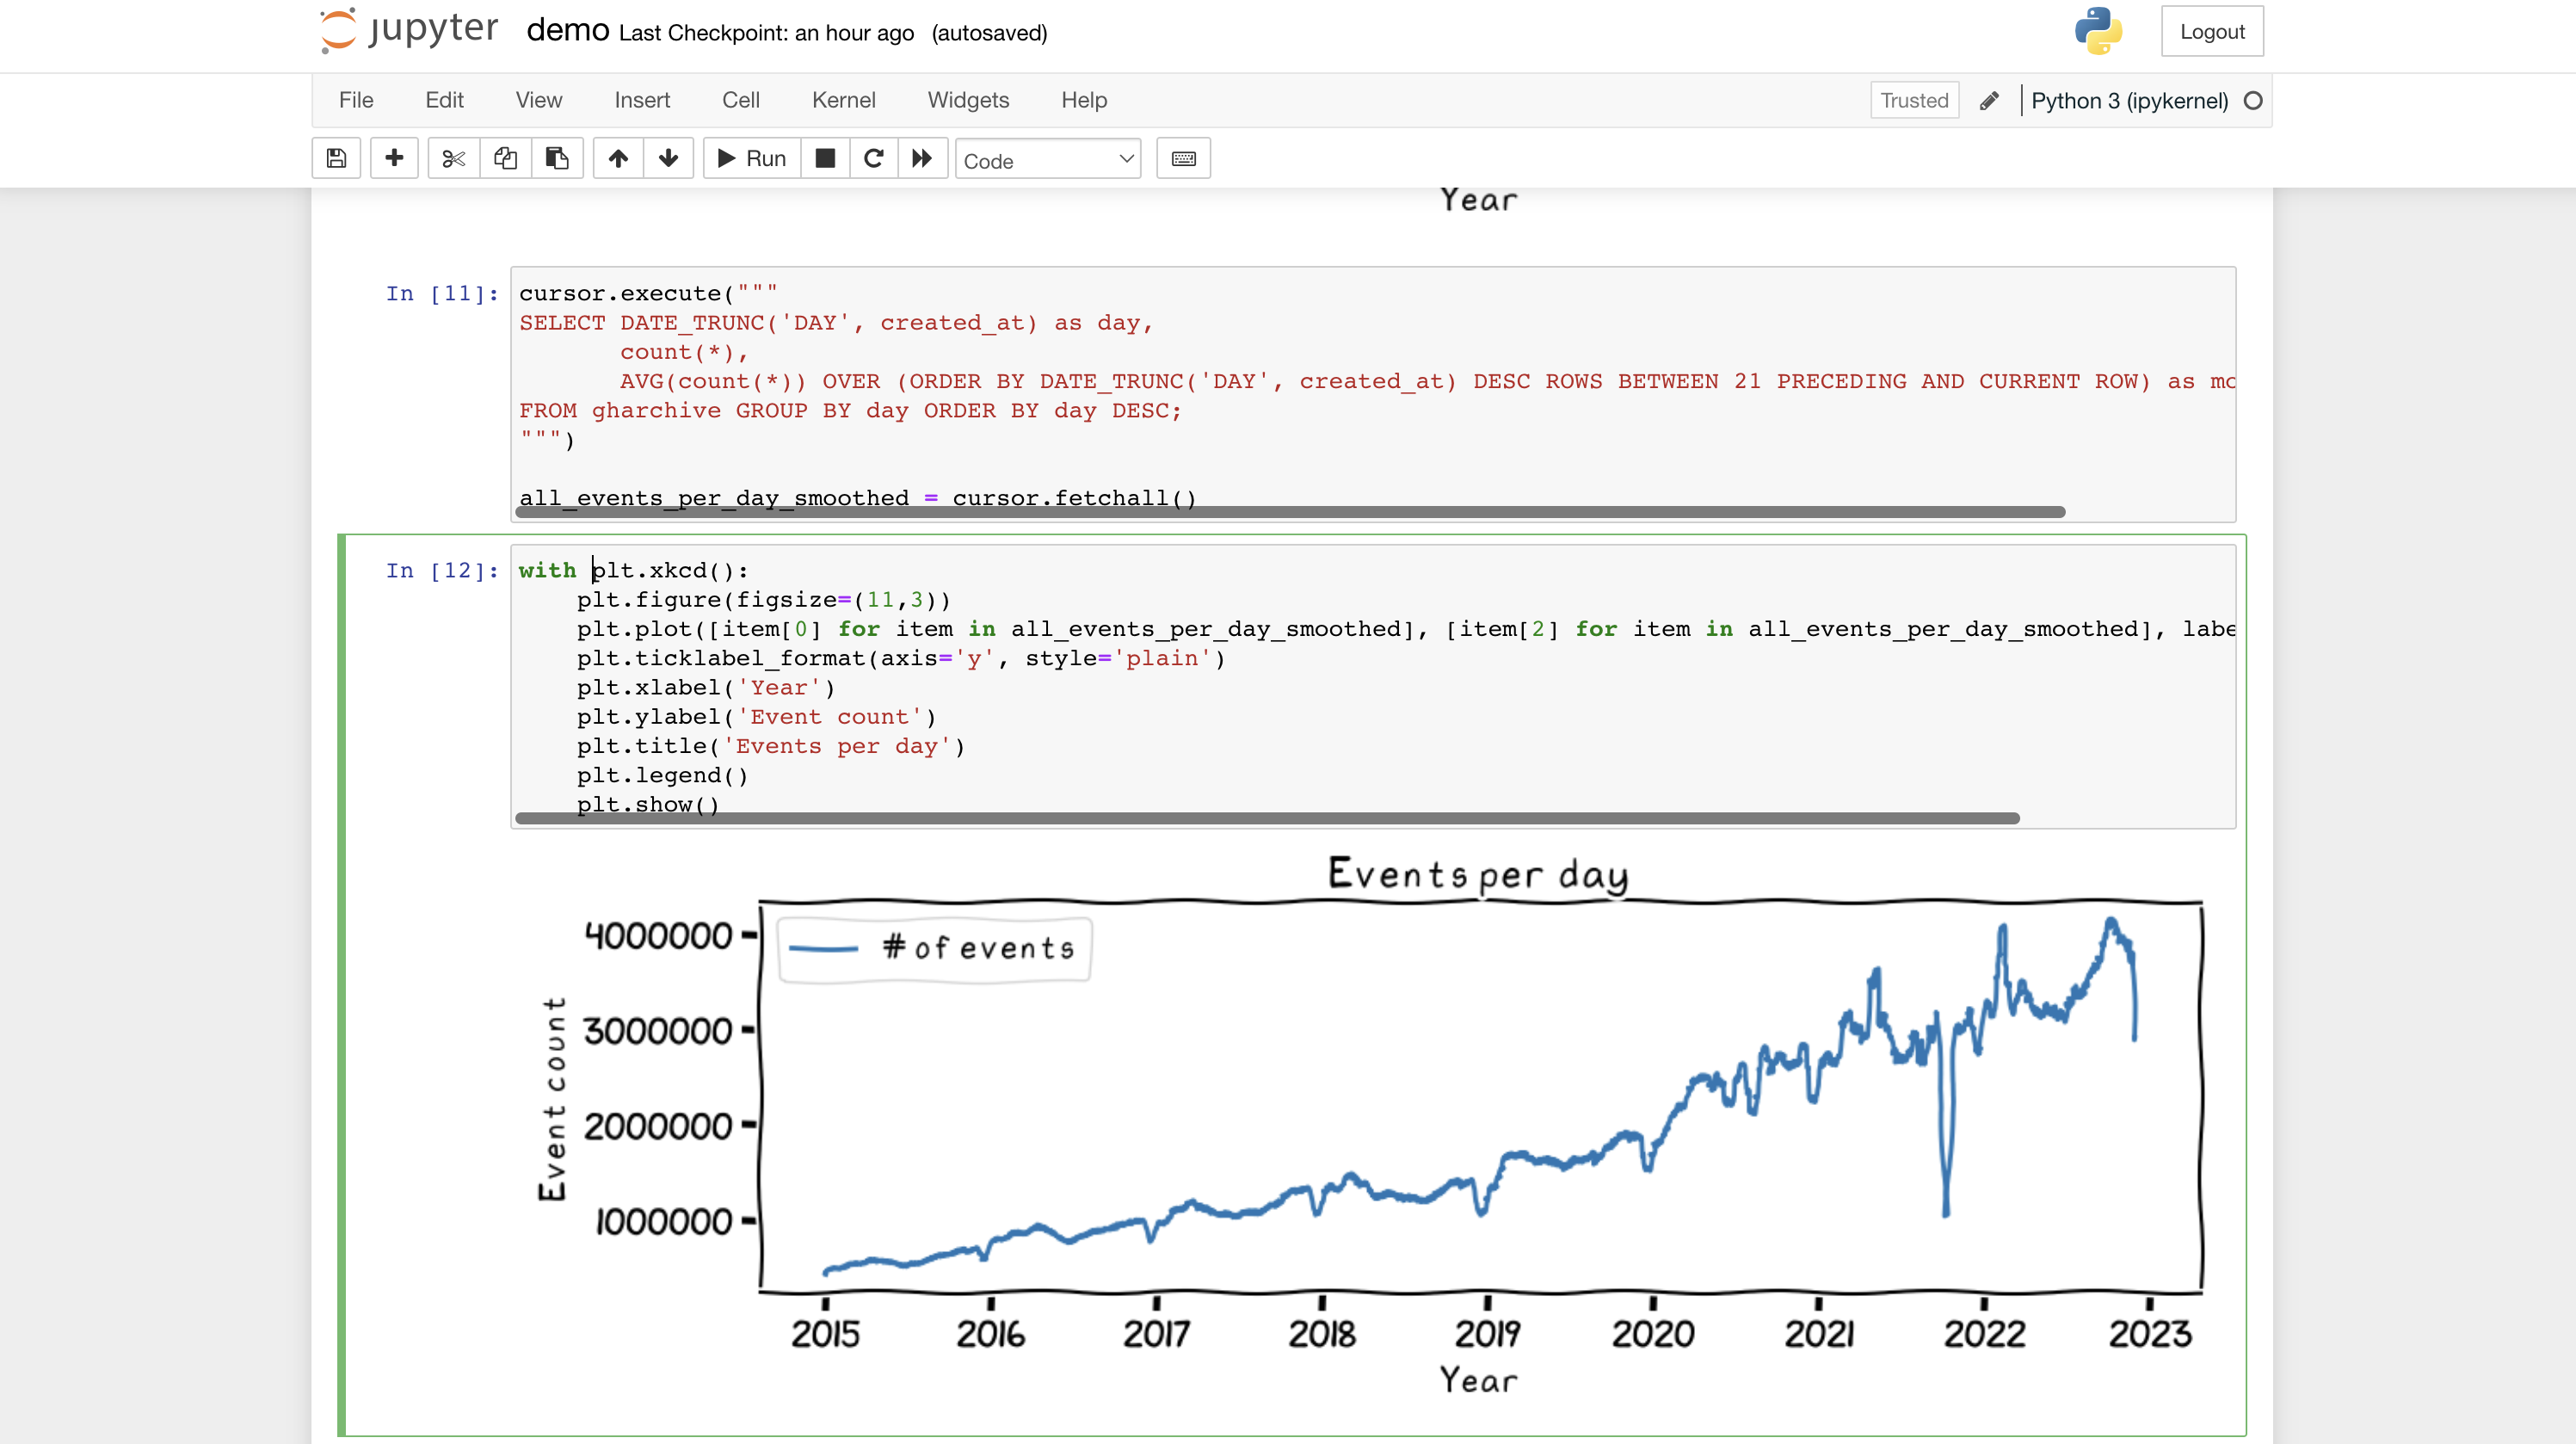 jupyter demo Last Checkpoint: an hour ago (autosaved) Logout
File Edit View Insert Cell Kernel Widgets Help Trusted Python 3 (ipykernel)
Run Code
Year
In [11]: cursor.execute("""
SELECT DATE_TRUNC('DAY', created_at) as day,
count(*),
AVG(count(*)) OVER (ORDER BY DATE_TRUNC('DAY', created_at) DESC ROWS BETWEEN 21 PRECEDING AND CURRENT ROW) as mo
FROM gharchive GROUP BY day ORDER BY day DESC;
""")
all_events_per_day_smoothed = cursor.fetchall()
In [12]: with plt.xkcd():
plt.figure(figsize=(11,3))
plt.plot([item[0] for item in all_events_per_day_smoothed], [item[2] for item in all_events_per_day_smoothed], labe
plt.ticklabel_format(axis='y', style='plain')
plt.xlabel('Year')
plt.ylabel('Event count')
plt.title('Events per day')
plt.legend()
plt.show()
Events per day
# of events
4000000
3000000
2000000
1000000
Event count
2015 2016 2017 2018 2019 2020 2021 2022 2023
Year